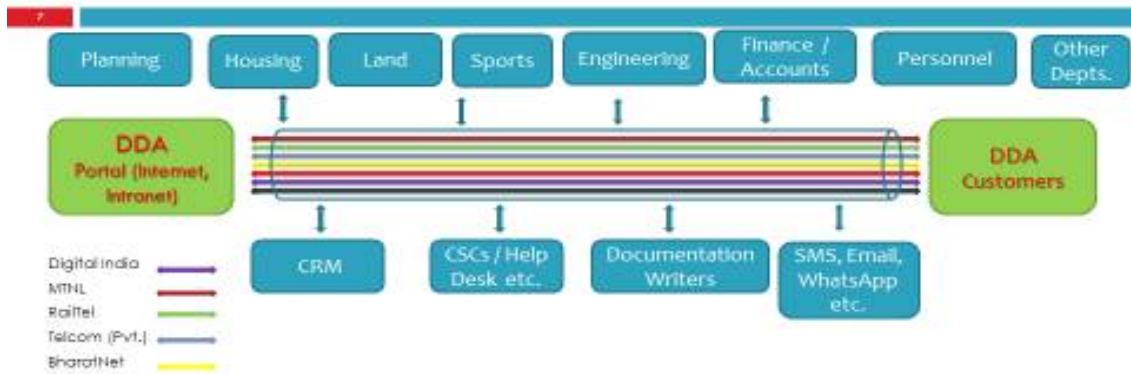 7
Planning
Housing
Land
Sports
Engineering
Finance /
Accounts
Personnel
Other
Depts.
DDA
Portal (Internet,
Intranet)
DDA
Customers
CRM
CSCs / Help
Desk etc.
Documentation
Writers
SMS, Email,
WhatsApp
etc.
Digital India
MTNL
RailTel
Telcom (Pvt.)
BharatNet